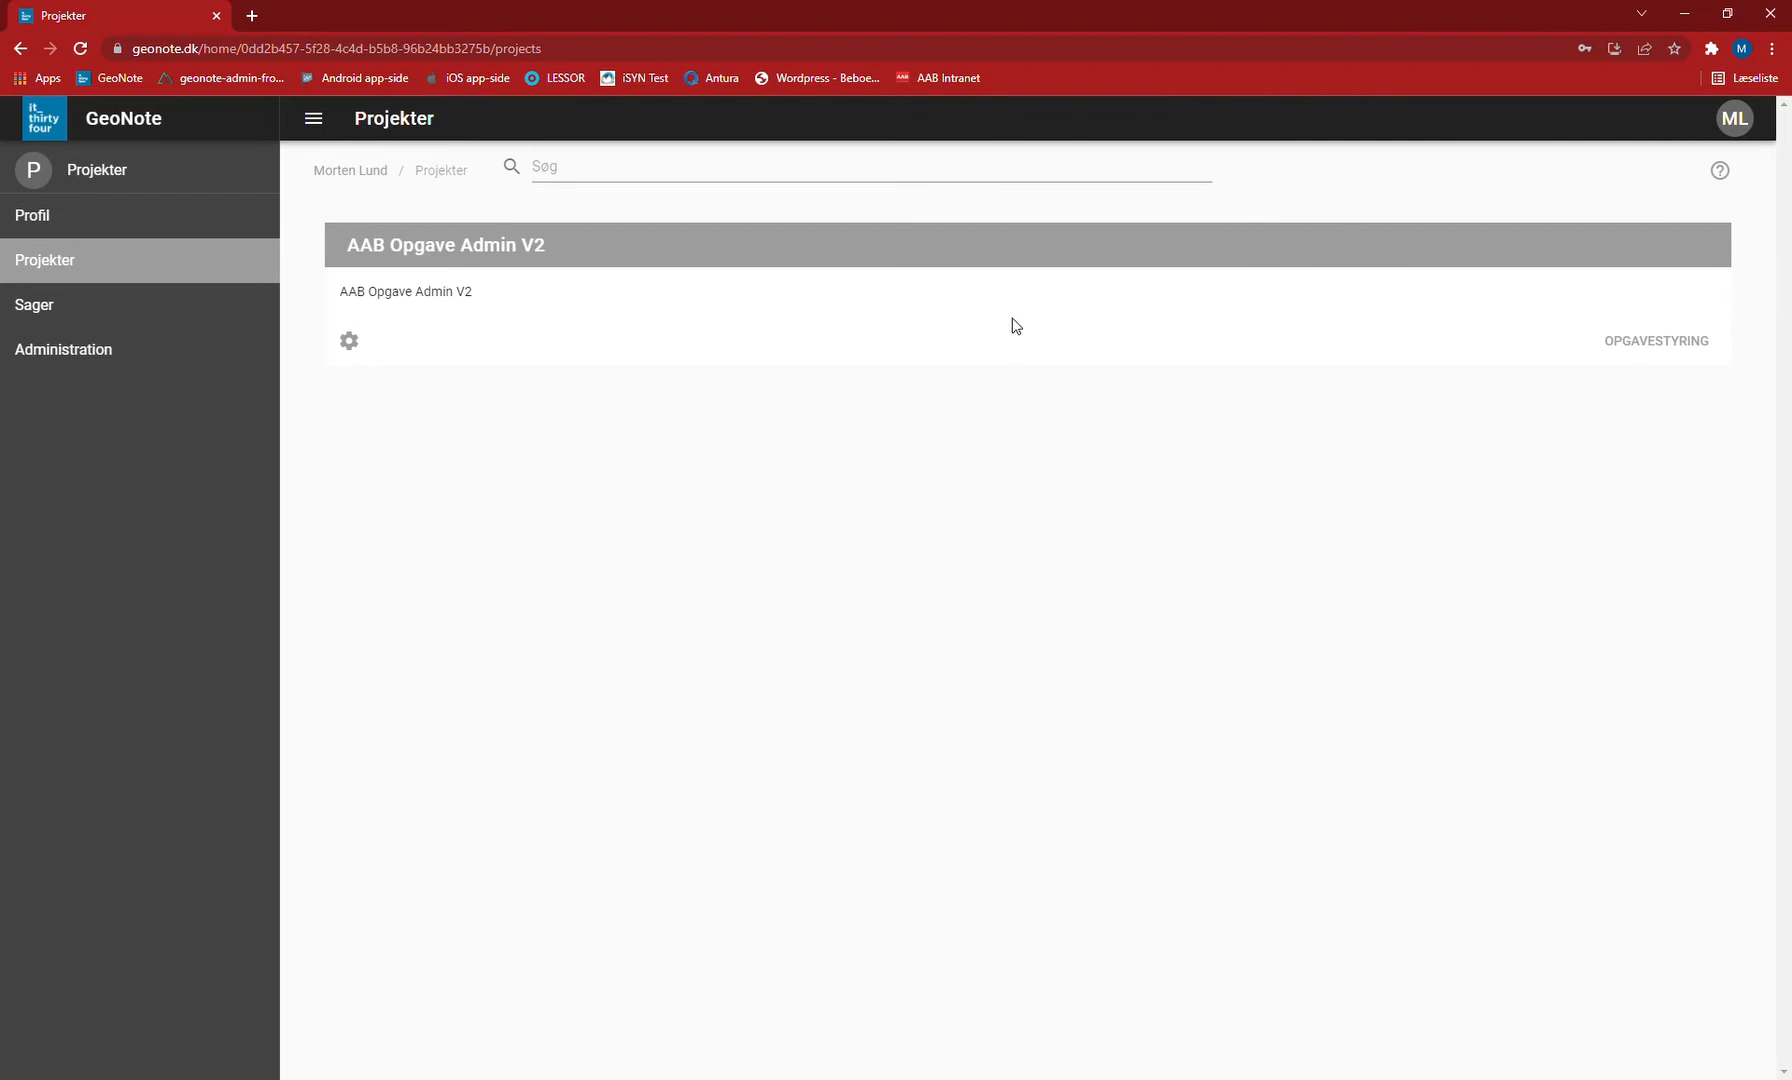 Projekter
geonote.dk/home/0dd2b457-5f28-4c4d-b5b8-96b24bb3275b/projects
M
Apps GeoNote geonote-admin-fro... Android app-side iOS app-side LESSOR iSYN Test Antura Wordpress - Beboe... AAB AAB Intranet Læseliste
it_
thirty
four
GeoNote
Projekter
ML
P Projekter
Profil
Projekter
Sager
Administration
Morten Lund / Projekter
Søg
AAB Opgave Admin V2
AAB Opgave Admin V2
OPGAVESTYRING